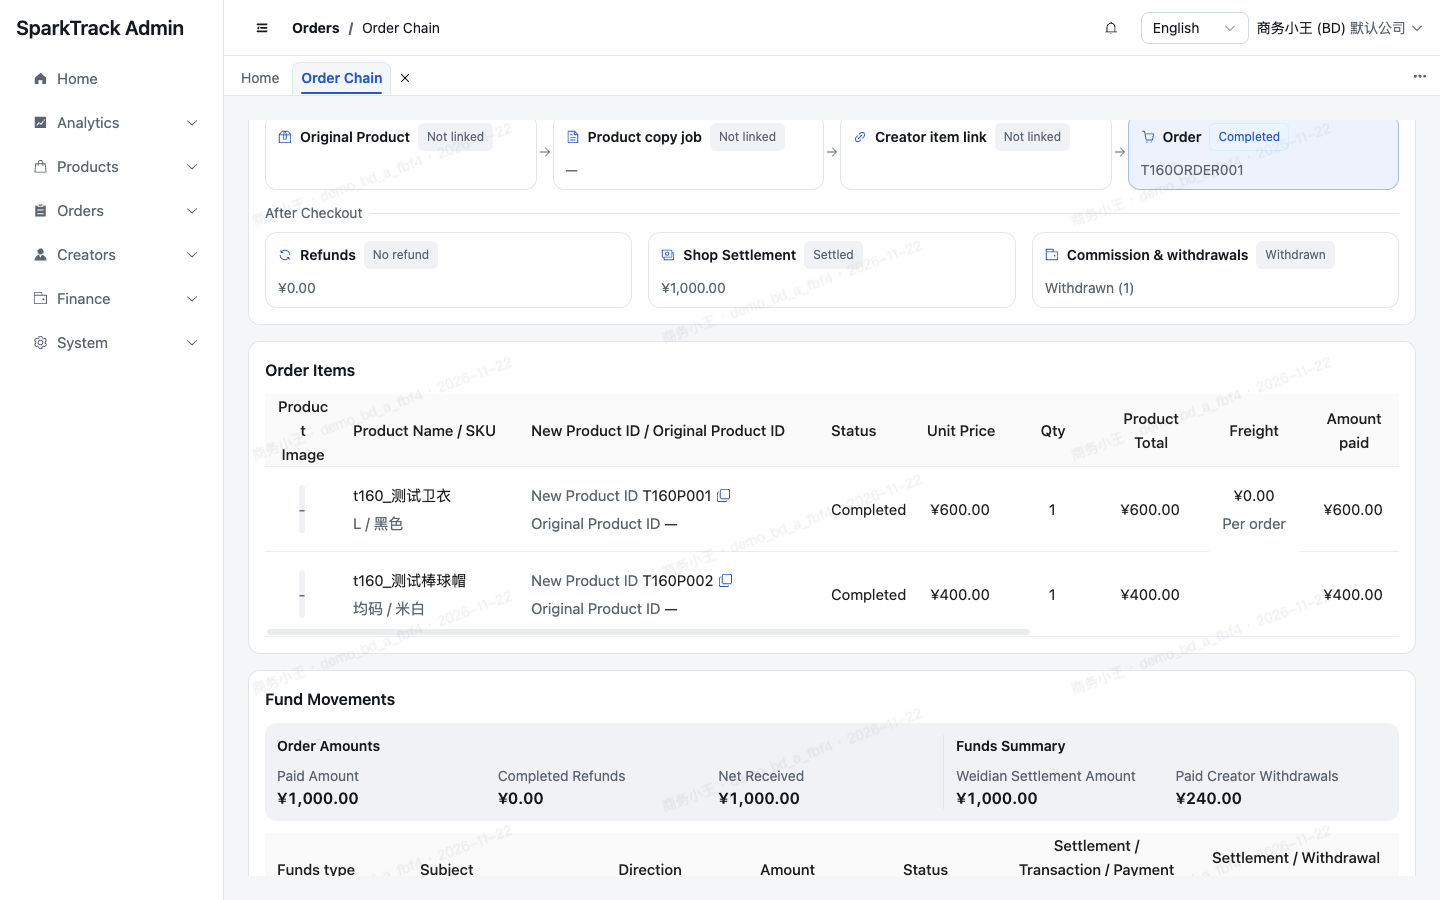 SparkTrack Admin
Home
Analytics
Products
Orders
Creators
Finance
System
Orders / Order Chain
English
商务小王 (BD) 默认公司
Home
Order Chain
Original Product Not linked
Product copy job Not linked
—
Creator item link Not linked
Order Completed
T160ORDER001
After Checkout
Refunds No refund
¥0.00
Shop Settlement Settled
¥1,000.00
Commission & withdrawals Withdrawn
Withdrawn (1)
Order Items
Produc
t
Image
Product Name / SKU
New Product ID / Original Product ID
Status
Unit Price
Qty
Product
Total
Freight
Amount
paid
-
t160_测试卫衣
L / 黑色
New Product ID T160P001
Original Product ID —
Completed
¥600.00
1
¥600.00
¥0.00
Per order
¥600.00
-
t160_测试棒球帽
均码 / 米白
New Product ID T160P002
Original Product ID —
Completed
¥400.00
1
¥400.00
¥400.00
Fund Movements
Order Amounts
Paid Amount
¥1,000.00
Completed Refunds
¥0.00
Net Received
¥1,000.00
Funds Summary
Weidian Settlement Amount
¥1,000.00
Paid Creator Withdrawals
¥240.00
Funds type
Subject
Direction
Amount
Status
Settlement /
Transaction / Payment
Settlement / Withdrawal
商务小王 · demo_bd_a_fbf4 · 2026-11-22